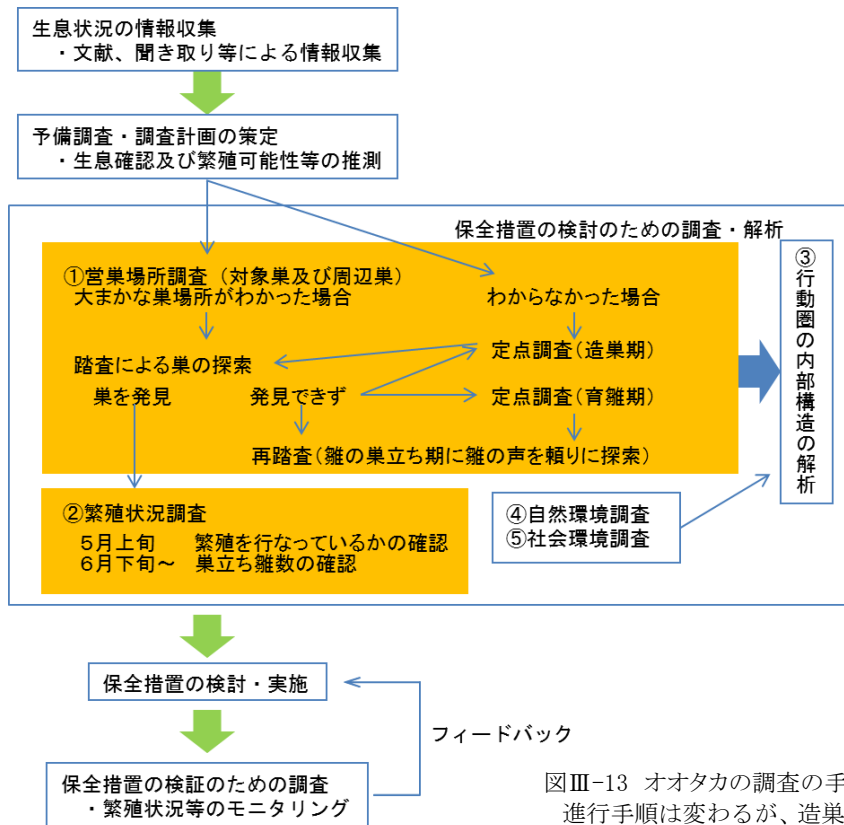 生息状況の情報収集
・文献、聞き取り等による情報収集
予備調査・調査計画の策定
・生息確認及び繁殖可能性等の推測
保全措置の検討のための調査・解析
①営巣場所調査（対象巣及び周辺巣）
大まかな巣場所がわかった場合
わからなかった場合
踏査による巣の探索
定点調査(造巣期)
巣を発見
発見できず
定点調査(育雛期)
再踏査(雛の巣立ち期に雛の声を頼りに探索)
③行動圏の内部構造の解析
②繁殖状況調査
５月上旬　繁殖を行なっているかの確認
６月下旬～　巣立ち雛数の確認
④自然環境調査
⑤社会環境調査
保全措置の検討・実施
フィードバック
保全措置の検証のための調査
・繁殖状況等のモニタリング
図Ⅲ-13 オオタカの調査の手
進行手順は変わるが、造巣